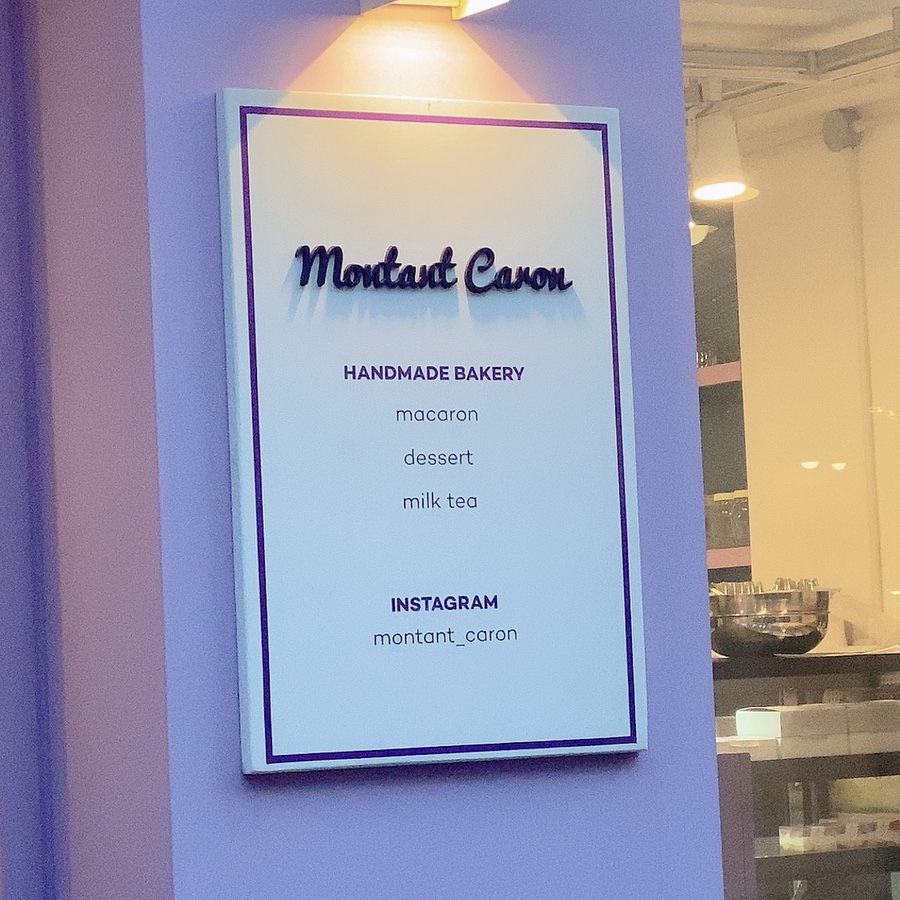 Montant Caron
HANDMADE BAKERY
macaron
dessert
milk tea
INSTAGRAM
montant_caron